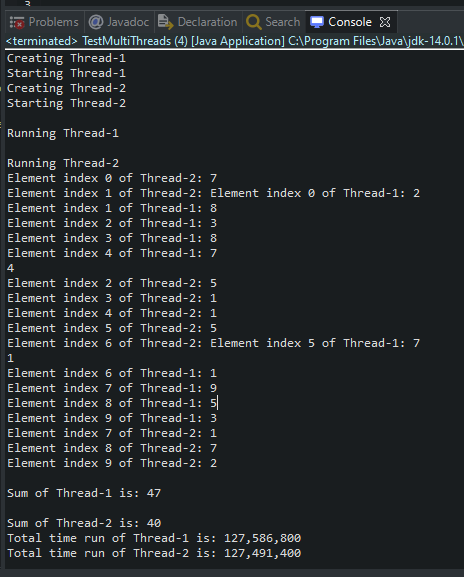 3
Problems @ Javadoc Declaration Search Console
<terminated> TestMultiThreads (4) [Java Application] C:\Program Files\Java\jdk-14.0.1\
Creating Thread-1
Starting Thread-1
Creating Thread-2
Starting Thread-2
Running Thread-1
Running Thread-2
Element index 0 of Thread-2: 7
Element index 1 of Thread-2: Element index 0 of Thread-1: 2
Element index 1 of Thread-1: 8
Element index 2 of Thread-1: 3
Element index 3 of Thread-1: 8
Element index 4 of Thread-1: 7
4
Element index 2 of Thread-2: 5
Element index 3 of Thread-2: 1
Element index 4 of Thread-2: 1
Element index 5 of Thread-2: 5
Element index 6 of Thread-2: Element index 5 of Thread-1: 7
1
Element index 6 of Thread-1: 1
Element index 7 of Thread-1: 9
Element index 8 of Thread-1: 5
Element index 9 of Thread-1: 3
Element index 7 of Thread-2: 1
Element index 8 of Thread-2: 7
Element index 9 of Thread-2: 2
Sum of Thread-1 is: 47
Sum of Thread-2 is: 40
Total time run of Thread-1 is: 127,586,800
Total time run of Thread-2 is: 127,491,400